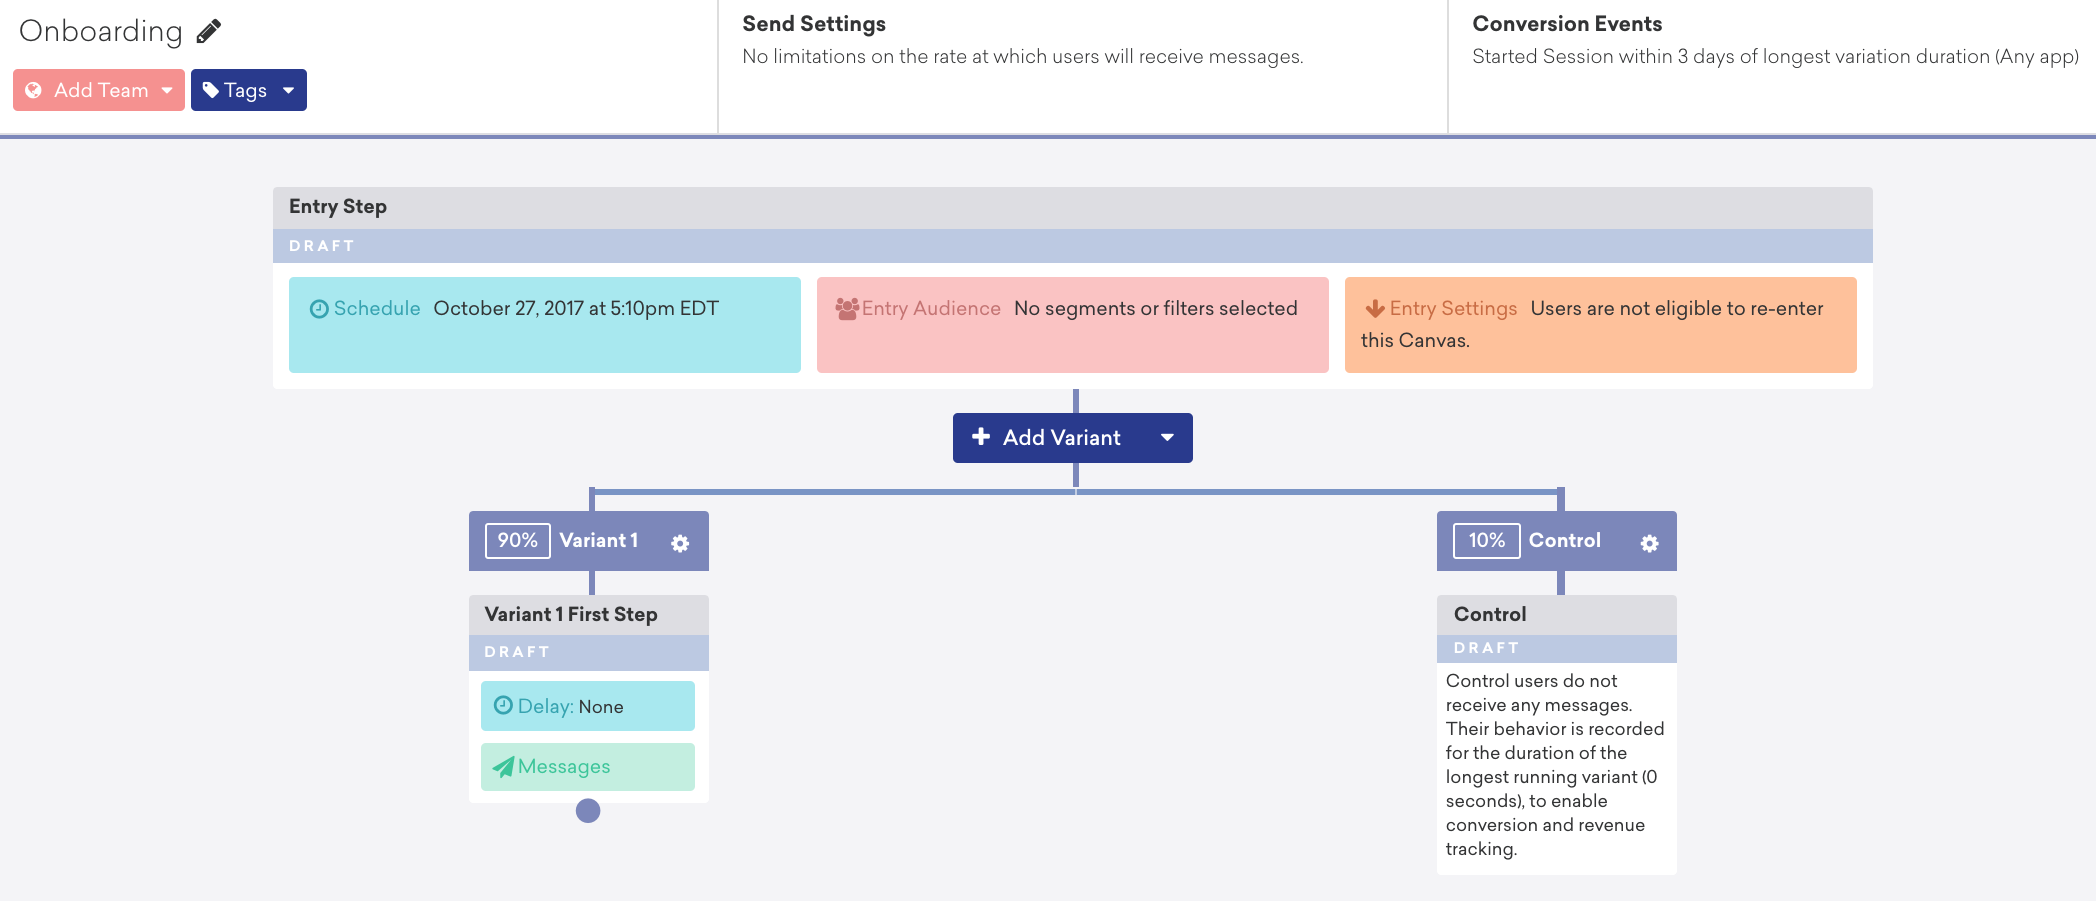 Onboarding
Add Team
Tags
Send Settings
No limitations on the rate at which users will receive messages.
Conversion Events
Started Session within 3 days of longest variation duration (Any app)
Entry Step
DRAFT
Schedule October 27, 2017 at 5:10pm EDT
Entry Audience No segments or filters selected
Entry Settings Users are not eligible to re-enter
this Canvas.
Add Variant
90% Variant 1
Variant 1 First Step
DRAFT
Delay: None
Messages
10% Control
Control
DRAFT
Control users do not
receive any messages.
Their behavior is recorded
for the duration of the
longest running variant (0
seconds), to enable
conversion and revenue
tracking.